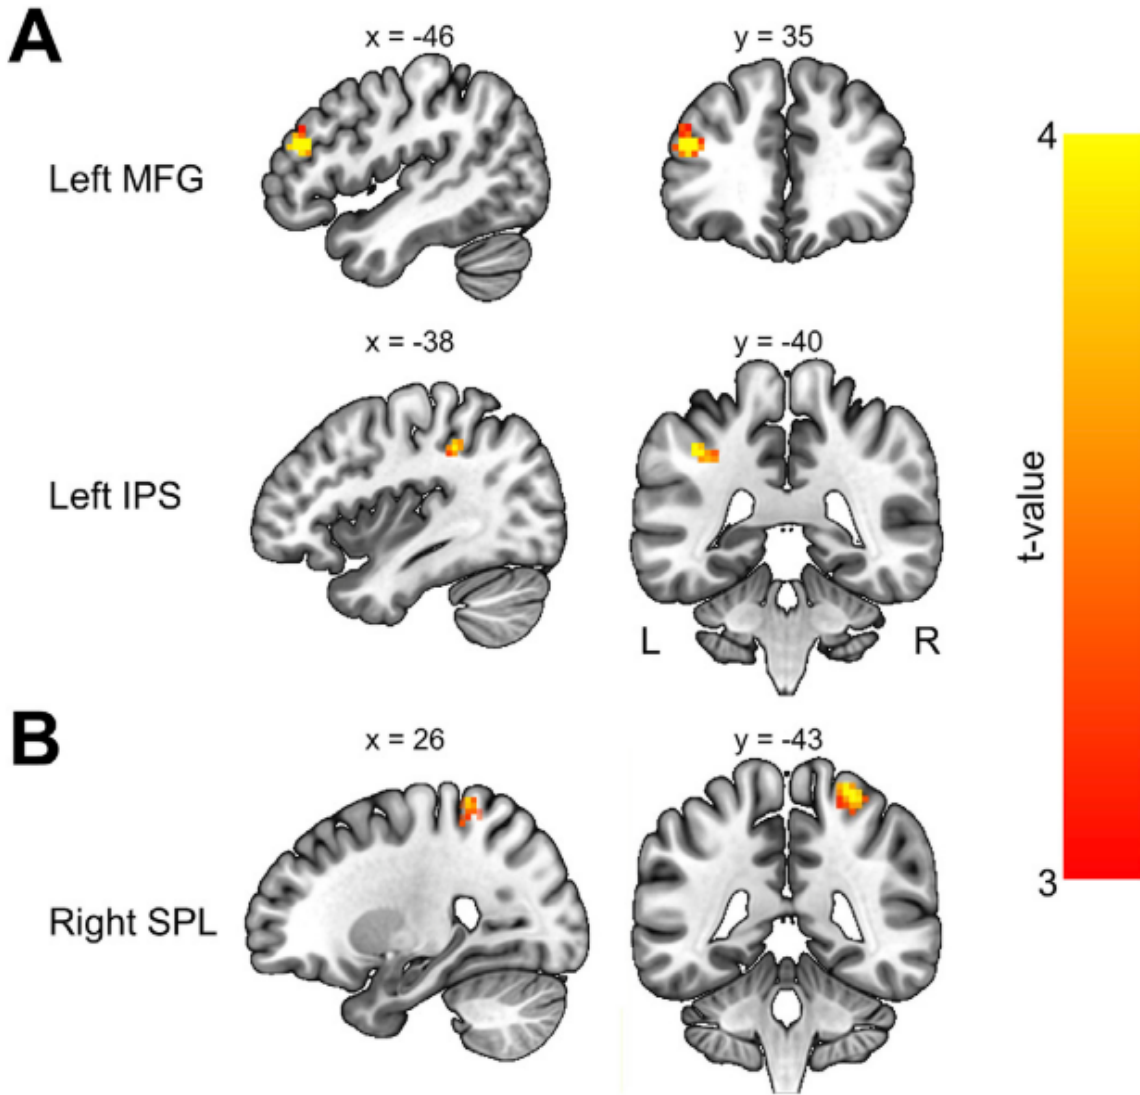 A
x = -46
y = 35
Left MFG
4
x = -38
y = -40
Left IPS
t-value
L
R
B
x = 26
y = -43
3
Right SPL